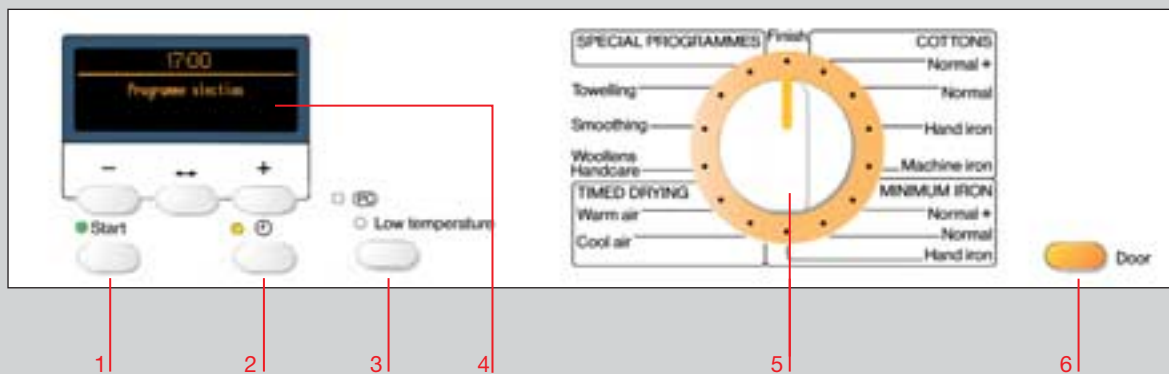 17:00
Programme slection
− ↔ +
PC
Start
Low temperature
SPECIAL PROGRAMMES
Towelling
Smoothing
Woollens
Handcare
TIMED DRYING
Warm air
Cool air
Finish
COTTONS
Normal +
Normal
Hand iron
Machine iron
MINIMUM IRON
Normal +
Normal
Hand iron
Door
1 2 3 4 5 6